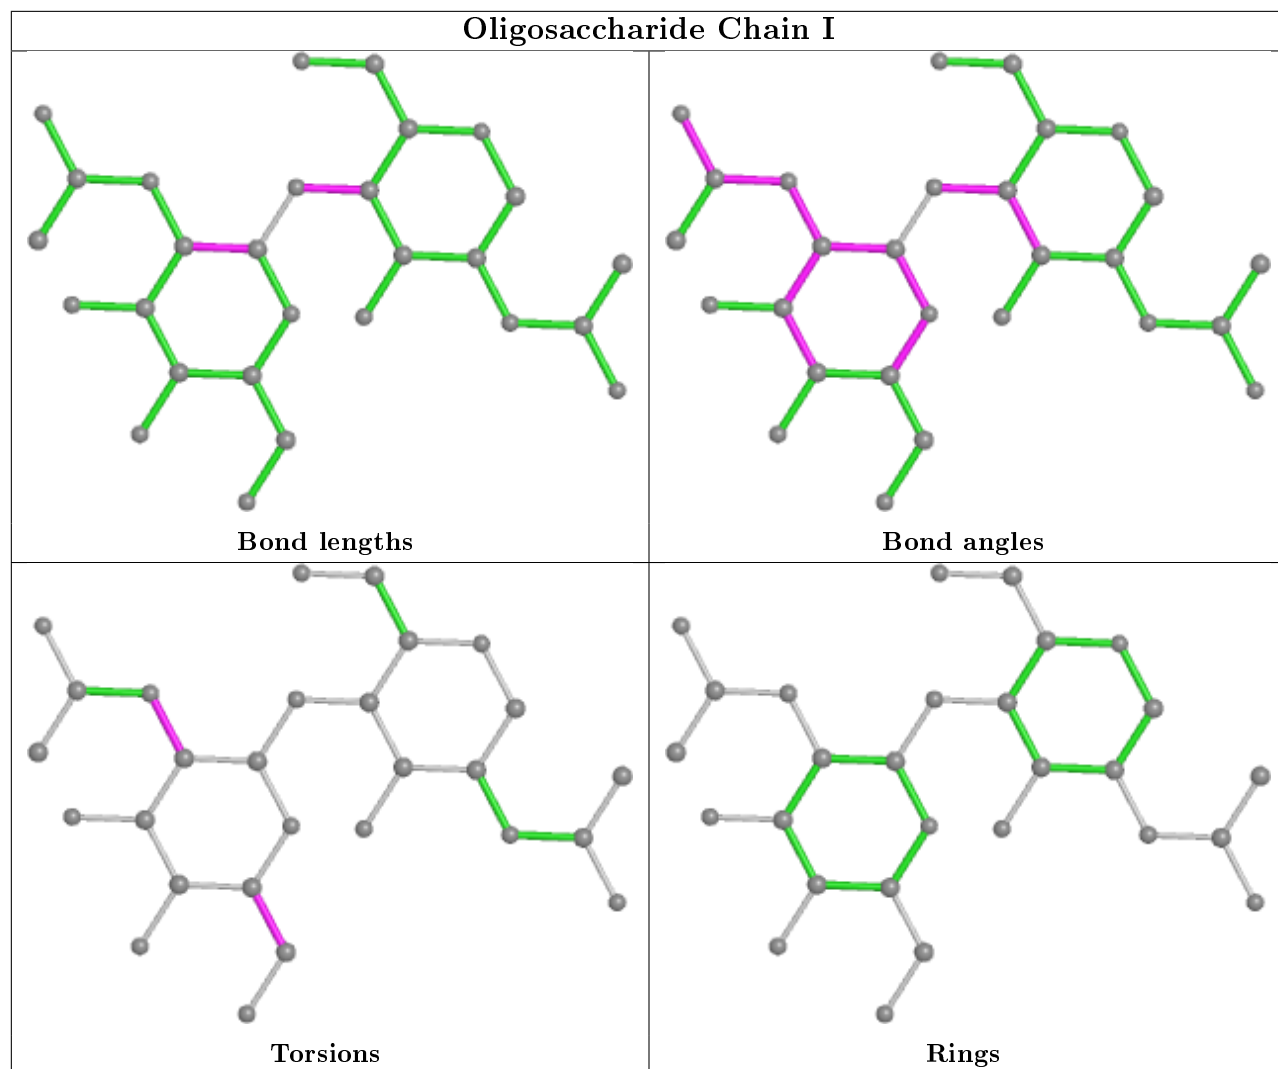 Oligosaccharide Chain I
Bond lengths
Bond angles
Torsions
Rings